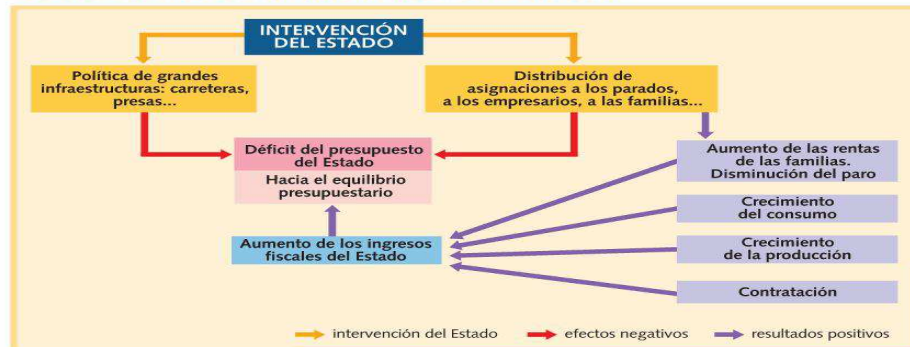 INTERVENCIÓN
DEL ESTADO
Política de grandes
infraestructuras: carreteras,
presas...
Distribución de
asignaciones a los parados,
a los empresarios, a las familias...
Déficit del presupuesto
del Estado
Hacia el equilibrio
presupuestario
Aumento de los ingresos
fiscales del Estado
Aumento de las rentas
de las familias.
Disminución del paro
Crecimiento
del consumo
Crecimiento
de la producción
Contratación
intervención del Estado
efectos negativos
resultados positivos